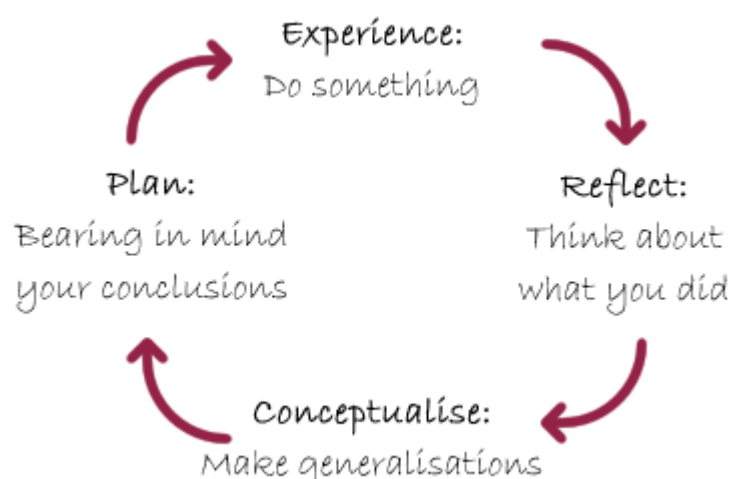 Experience:
Do something
Plan:
Bearing in mind
your conclusions
Reflect:
Think about
what you did
Conceptualise:
Make generalisations